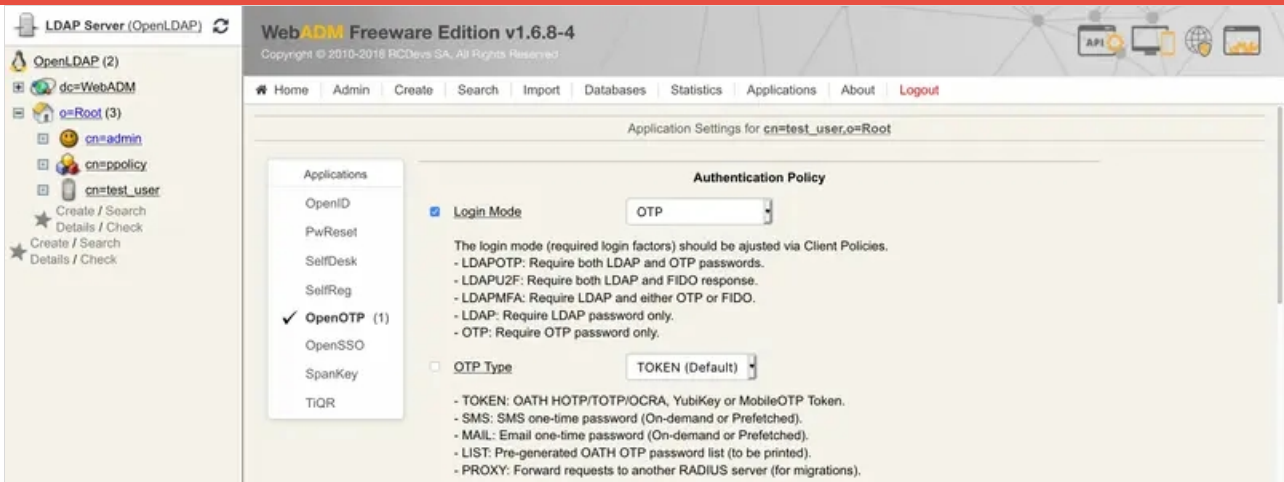 LDAP Server (OpenLDAP)
OpenLDAP (2)
dc=WebADM
o=Root (3)
cn=admin
cn=ppolicy
cn=test_user
Create / Search
Details / Check
Create / Search
Details / Check
WebADM Freeware Edition v1.6.8-4
Copyright © 2010-2018 RCDevs SA, All Rights Reserved
API
Home Admin Create Search Import Databases Statistics Applications About Logout
Application Settings for cn=test_user,o=Root
Applications
OpenID
PwReset
SelfDesk
SelfReg
OpenOTP (1)
OpenSSO
SpanKey
TiQR
Authentication Policy
Login Mode OTP
The login mode (required login factors) should be ajusted via Client Policies.
- LDAPOTP: Require both LDAP and OTP passwords.
- LDAPU2F: Require both LDAP and FIDO response.
- LDAPMFA: Require LDAP and either OTP or FIDO.
- LDAP: Require LDAP password only.
- OTP: Require OTP password only.
OTP Type TOKEN (Default)
- TOKEN: OATH HOTP/TOTP/OCRA, YubiKey or MobileOTP Token.
- SMS: SMS one-time password (On-demand or Prefetched).
- MAIL: Email one-time password (On-demand or Prefetched).
- LIST: Pre-generated OATH OTP password list (to be printed).
- PROXY: Forward requests to another RADIUS server (for migrations).